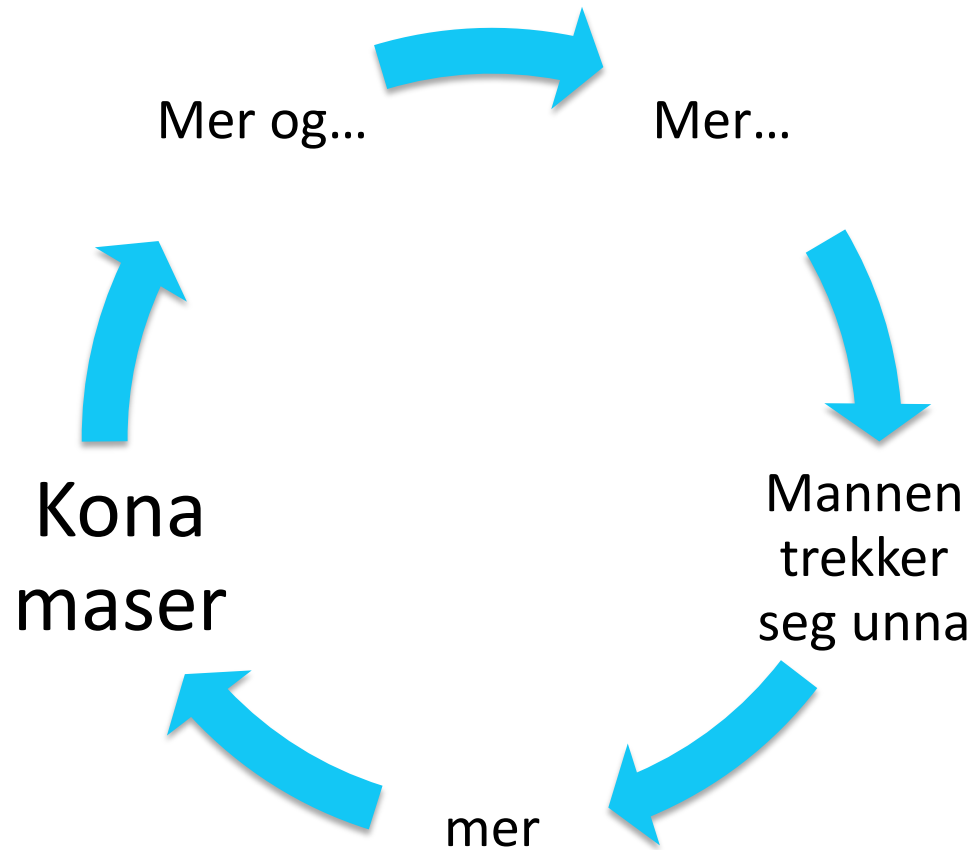 Mer og…
Mer…
Mannen
trekker
seg unna
mer
Kona
maser